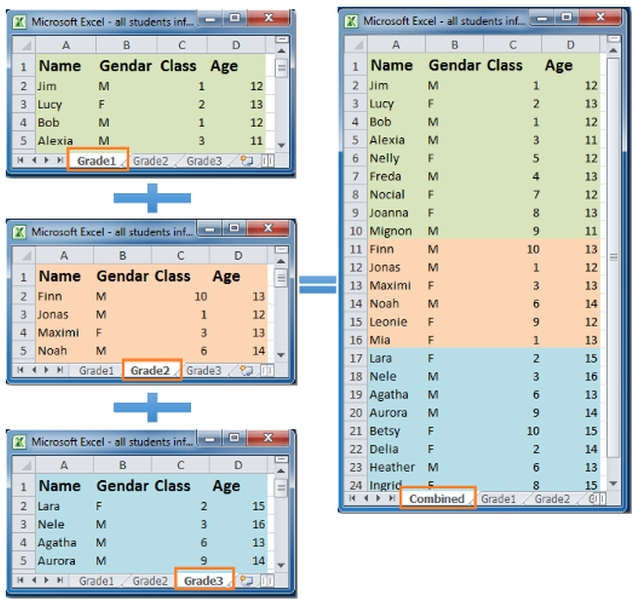 Microsoft Excel - all students inf...
A B C D
1 Name Gendar Class Age
2 Jim M 1 12
3 Lucy F 2 13
4 Bob M 1 12
5 Alexia M 3 11
Grade1 Grade2 Grade3
Microsoft Excel - all students inf...
A B C D
1 Name Gendar Class Age
2 Finn M 10 13
3 Jonas M 1 12
4 Maximi F 3 13
5 Noah M 6 14
Grade1 Grade2 Grade3
Microsoft Excel - all students inf...
A B C D
1 Name Gendar Class Age
2 Lara F 2 15
3 Nele M 3 16
4 Agatha M 6 13
5 Aurora M 9 14
Grade1 Grade2 Grade3
Microsoft Excel - all students inf...
A B C D
1 Name Gendar Class Age
2 Jim M 1 12
3 Lucy F 2 13
4 Bob M 1 12
5 Alexia M 3 11
6 Nelly F 5 12
7 Freda M 4 13
8 Nocial F 7 12
9 Joanna F 8 13
10 Mignon M 9 11
11 Finn M 10 13
12 Jonas M 1 12
13 Maximi F 3 13
14 Noah M 6 14
15 Leonie F 9 12
16 Mia F 1 13
17 Lara F 2 15
18 Nele M 3 16
19 Agatha M 6 13
20 Aurora M 9 14
21 Betsy F 10 15
22 Delia F 2 14
23 Heather M 6 13
24 Ingrid F 8 15
Combined Grade1 Grade2 G